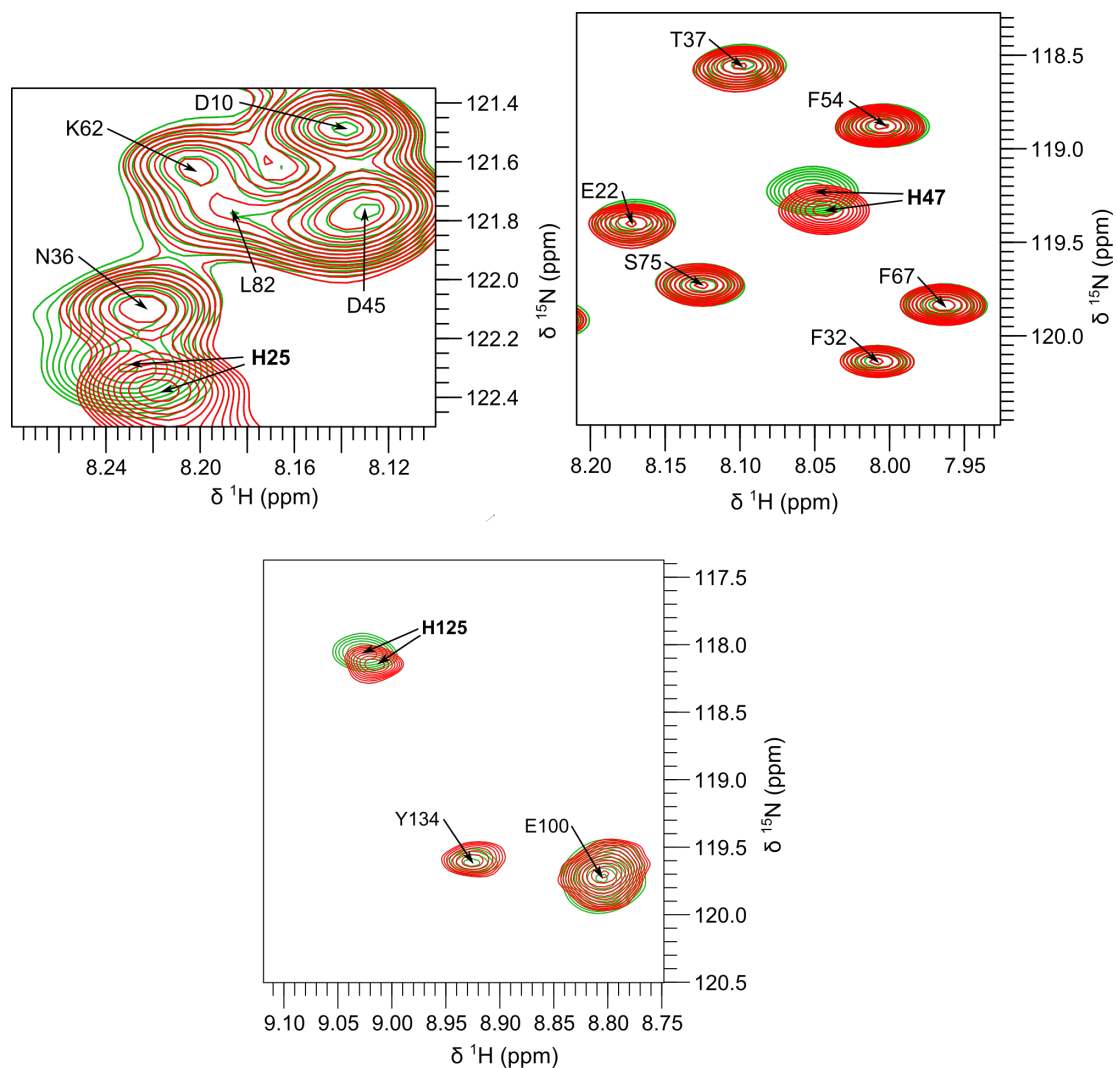 D10
K62
N36
L82
D45
H25
121.4
121.6
121.8
122.0
122.2
122.4
δ ¹⁵N (ppm)
8.24 8.20 8.16 8.12
δ ¹H (ppm)
T37
F54
E22
H47
S75
F67
F32
118.5
119.0
119.5
120.0
δ ¹⁵N (ppm)
8.20 8.15 8.10 8.05 8.00 7.95
δ ¹H (ppm)
H125
Y134
E100
117.5
118.0
118.5
119.0
119.5
120.0
120.5
δ ¹⁵N (ppm)
9.10 9.05 9.00 8.95 8.90 8.85 8.80 8.75
δ ¹H (ppm)